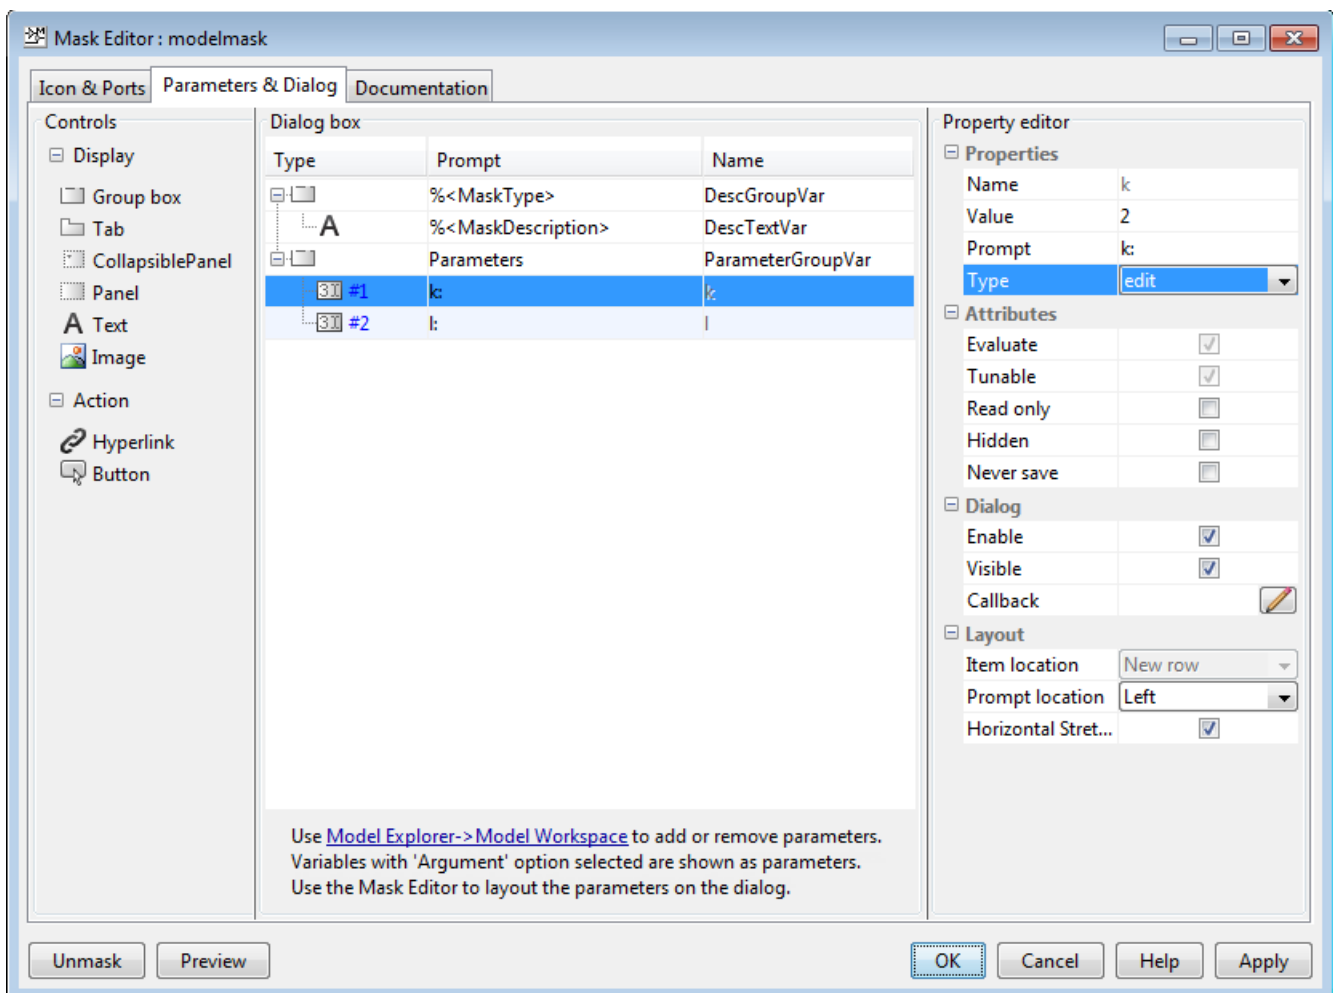 Mask Editor : modelmask
Icon & Ports Parameters & Dialog Documentation
Controls
Display
Group box
Tab
CollapsiblePanel
Panel
A Text
Image
Action
Hyperlink
Button
Dialog box
Type Prompt Name
%<MaskType> DescGroupVar
A %<MaskDescription> DescTextVar
Parameters ParameterGroupVar
#1 k: k
#2 l: l
Use Model Explorer->Model Workspace to add or remove parameters.
Variables with 'Argument' option selected are shown as parameters.
Use the Mask Editor to layout the parameters on the dialog.
Property editor
Properties
Name k
Value 2
Prompt k:
Type edit
Attributes
Evaluate
Tunable
Read only
Hidden
Never save
Dialog
Enable
Visible
Callback
Layout
Item location New row
Prompt location Left
Horizontal Stret...
Unmask Preview OK Cancel Help Apply